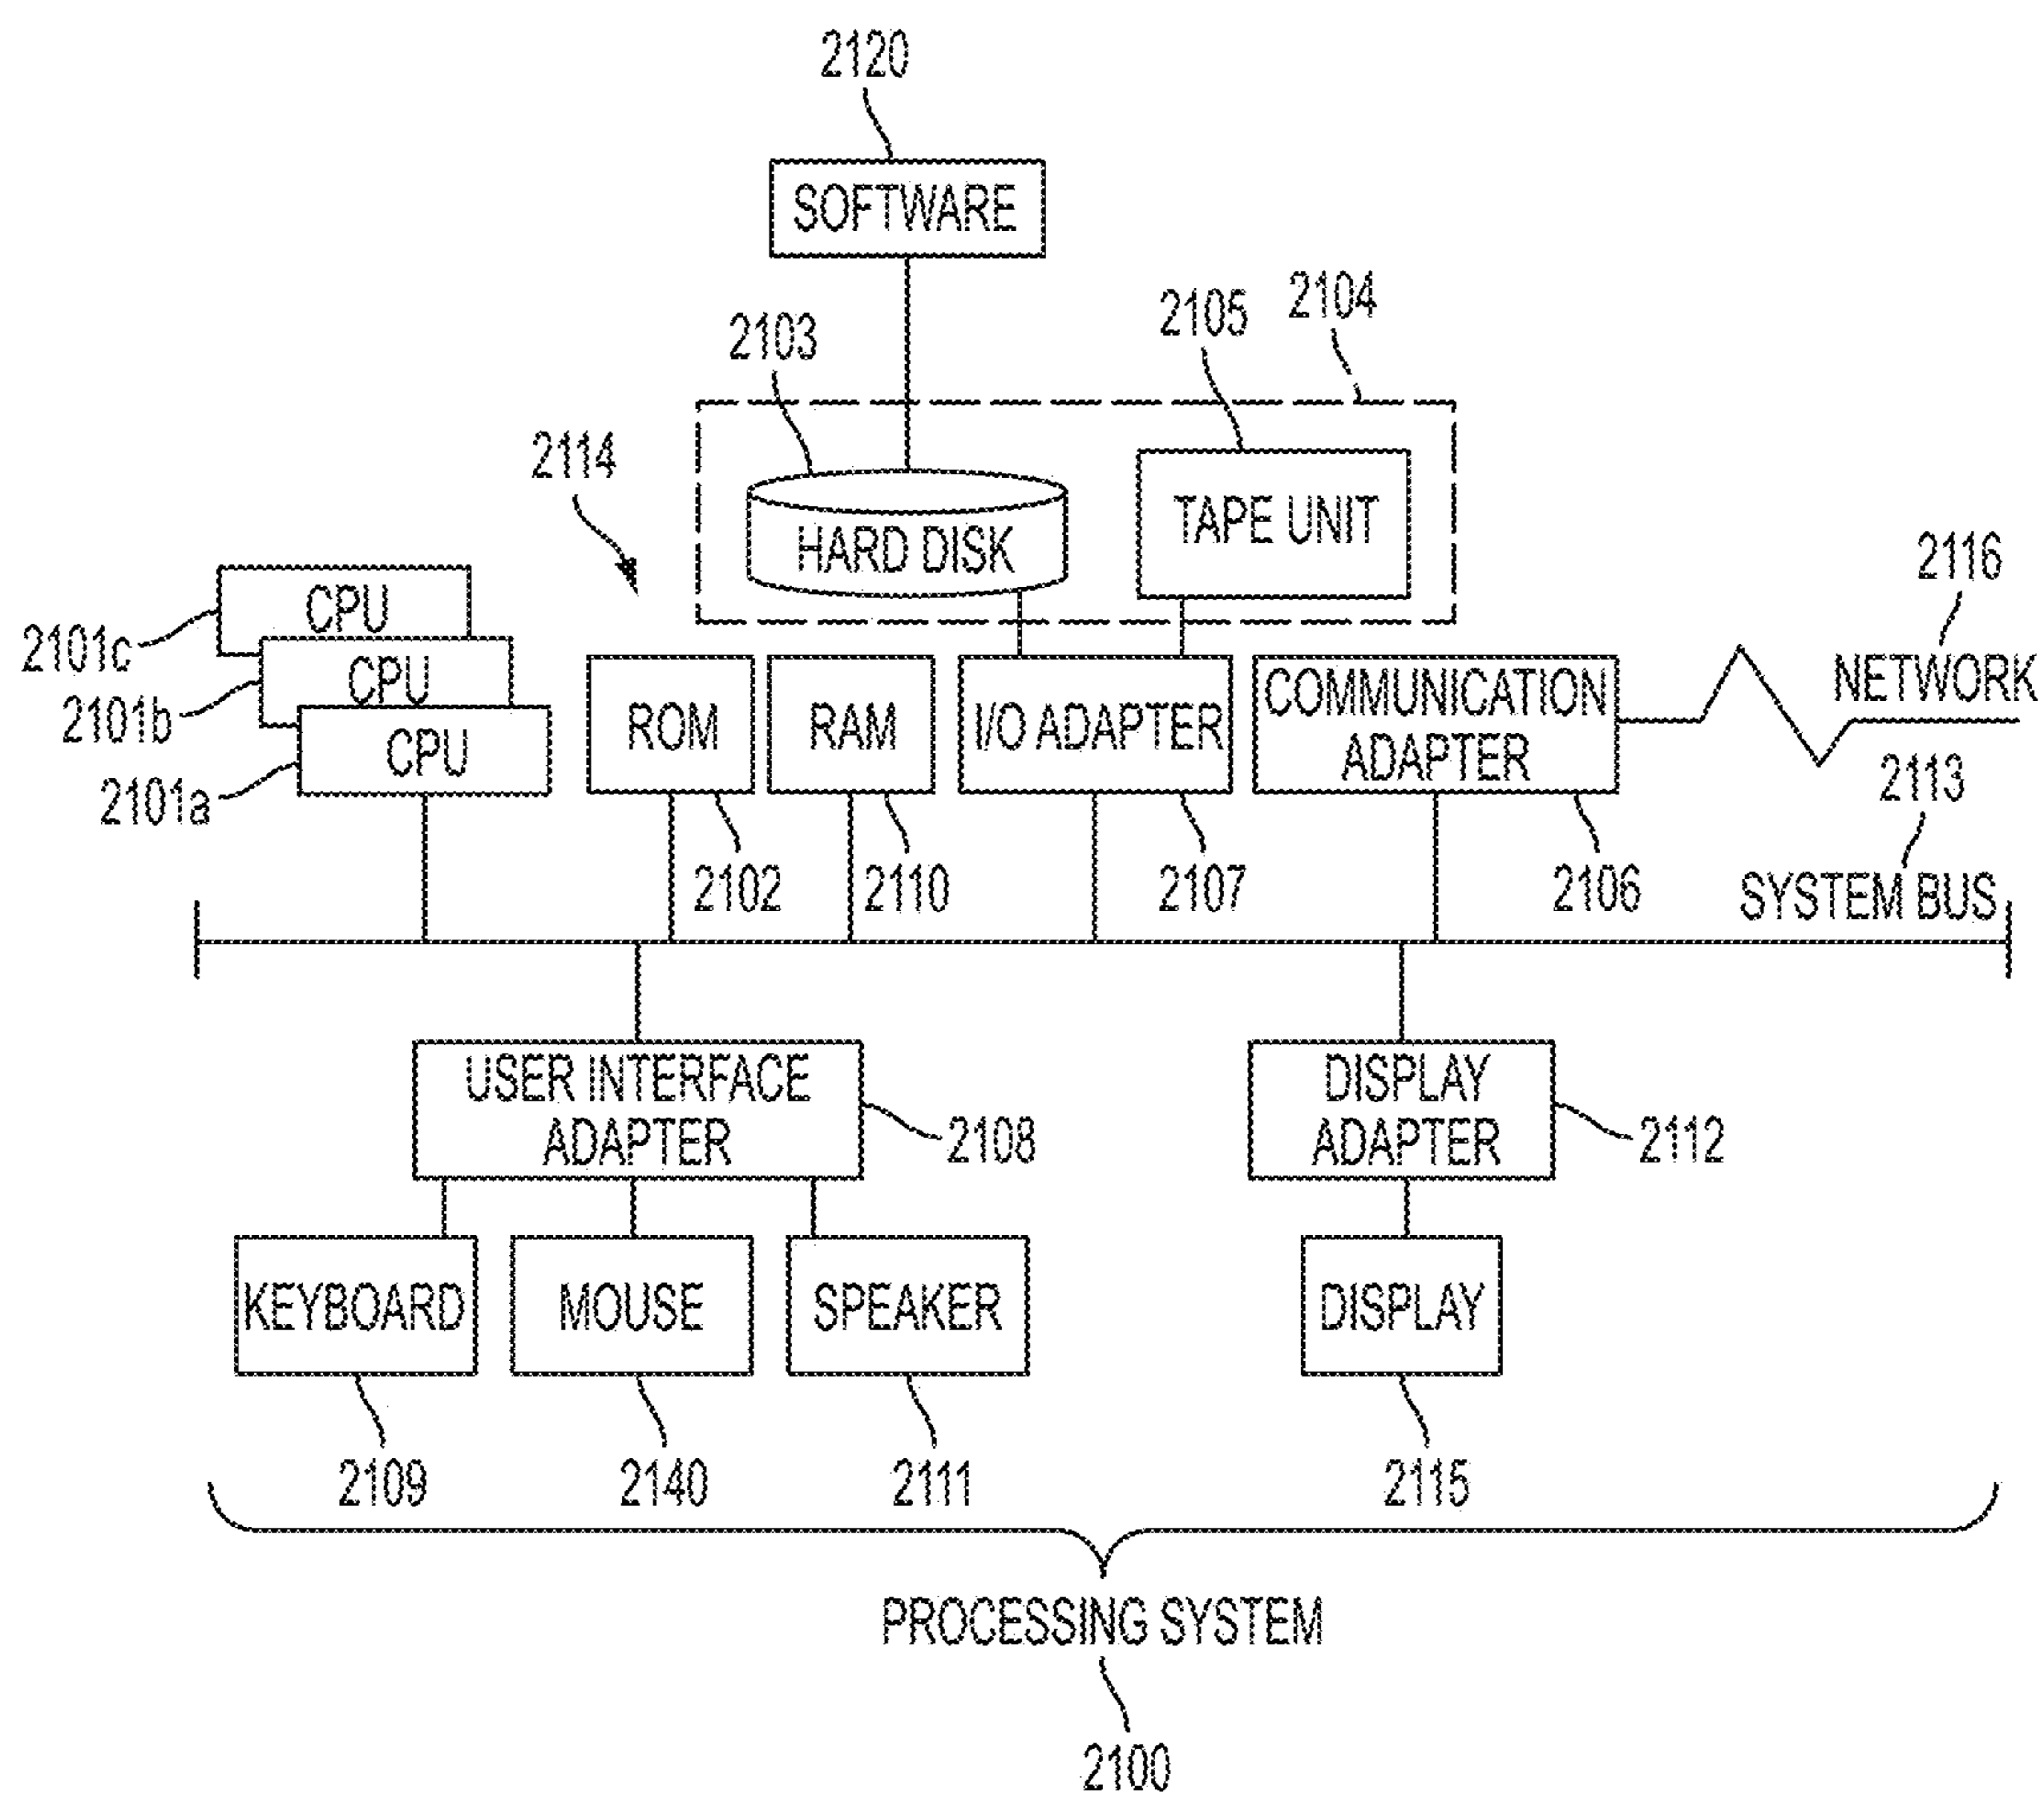 2120
SOFTWARE
2104
2105
2103
2114
HARD DISK
TAPE UNIT
2116
NETWORK
CPU
2101c
CPU
2101b
CPU
2101a
ROM
RAM
I/O ADAPTER
COMMUNICATION
ADAPTER
2113
2102
2110
2107
2106
SYSTEM BUS
USER INTERFACE
ADAPTER
2108
DISPLAY
ADAPTER
2112
KEYBOARD
MOUSE
SPEAKER
DISPLAY
2109
2140
2111
2115
PROCESSING SYSTEM
2100